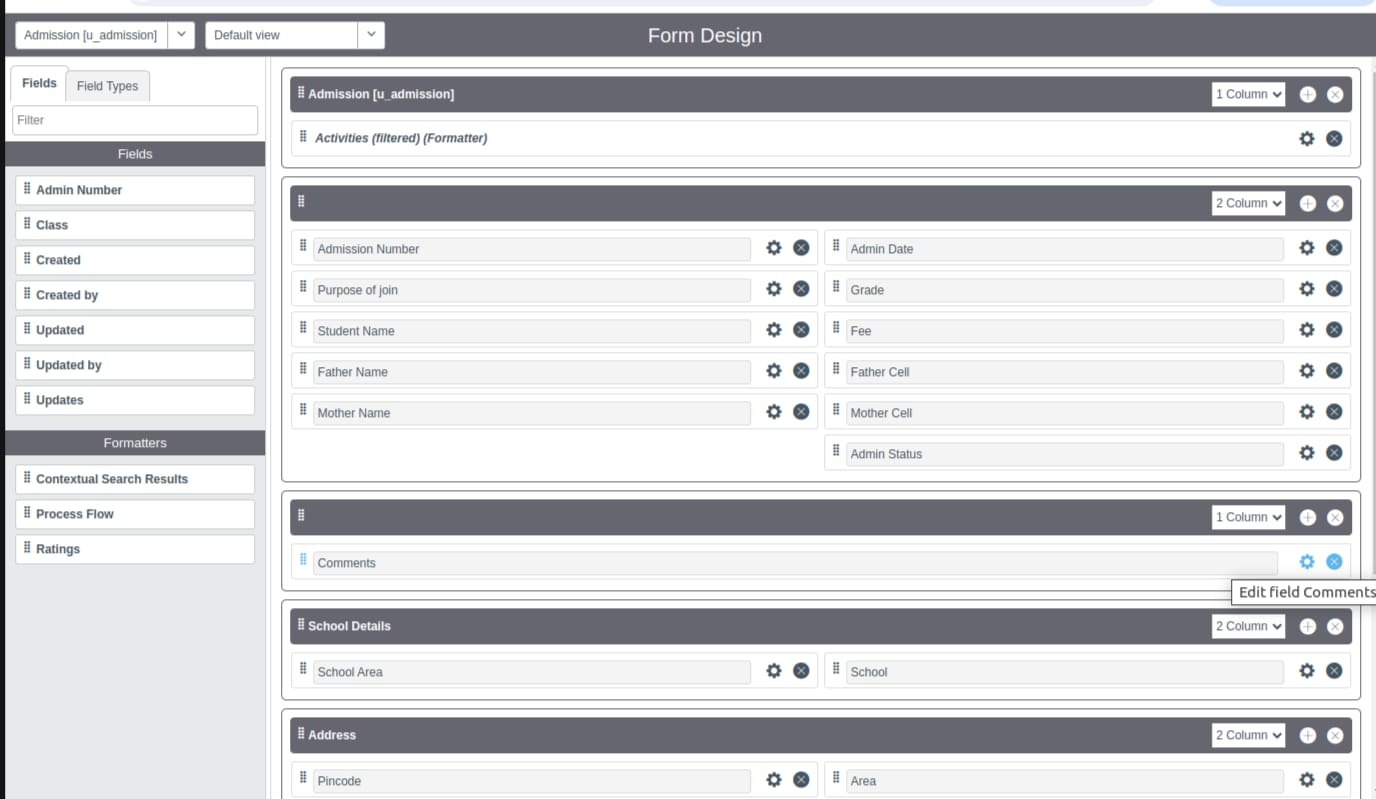 Admission [u_admission]
Default view
Form Design
Fields
Field Types
Filter
Fields
Admin Number
Class
Created
Created by
Updated
Updated by
Updates
Formatters
Contextual Search Results
Process Flow
Ratings
Admission [u_admission]
1 Column
Activities (filtered) (Formatter)
2 Column
Admission Number
Admin Date
Purpose of join
Grade
Student Name
Fee
Father Name
Father Cell
Mother Name
Mother Cell
Admin Status
1 Column
Comments
Edit field Comments
School Details
2 Column
School Area
School
Address
2 Column
Pincode
Area